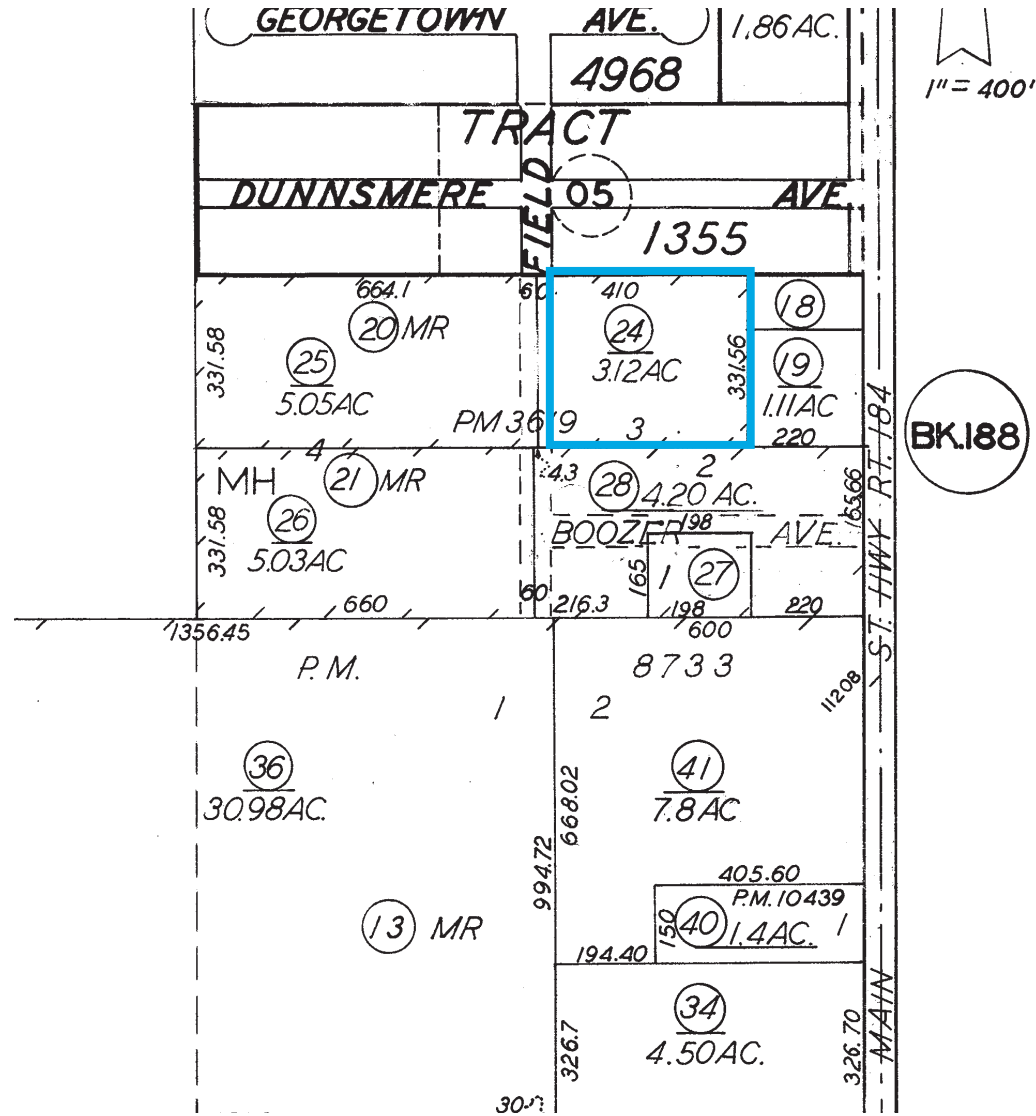 GEORGETOWN AVE.
1.86 AC.
4968
1" = 400'
TRACT
FIELD
DUNNSMERE 05 AVE
1355
664.1 60 410
18
20 MR 24
331.58 25 3.12AC 331.56 19
5.05AC 1.11AC
PM 3619 3 220
BK.188
ST. HWY RT. 184
4 2
MH 21 MR 4.3 28 4.20 AC. 165.66
26 BOOZER 198 AVE.
331.58 5.03AC 165 1 27
660 60 216.3 198 220
1356.45 600
P. M. 8733
1 2 11208
36 41
30.98AC. 668.02 7.8AC
994.72 405.60
P.M. 10439
13 MR 150 40 1.4AC. 1
194.40
34
326.7 4.50AC. 326.70 MAIN